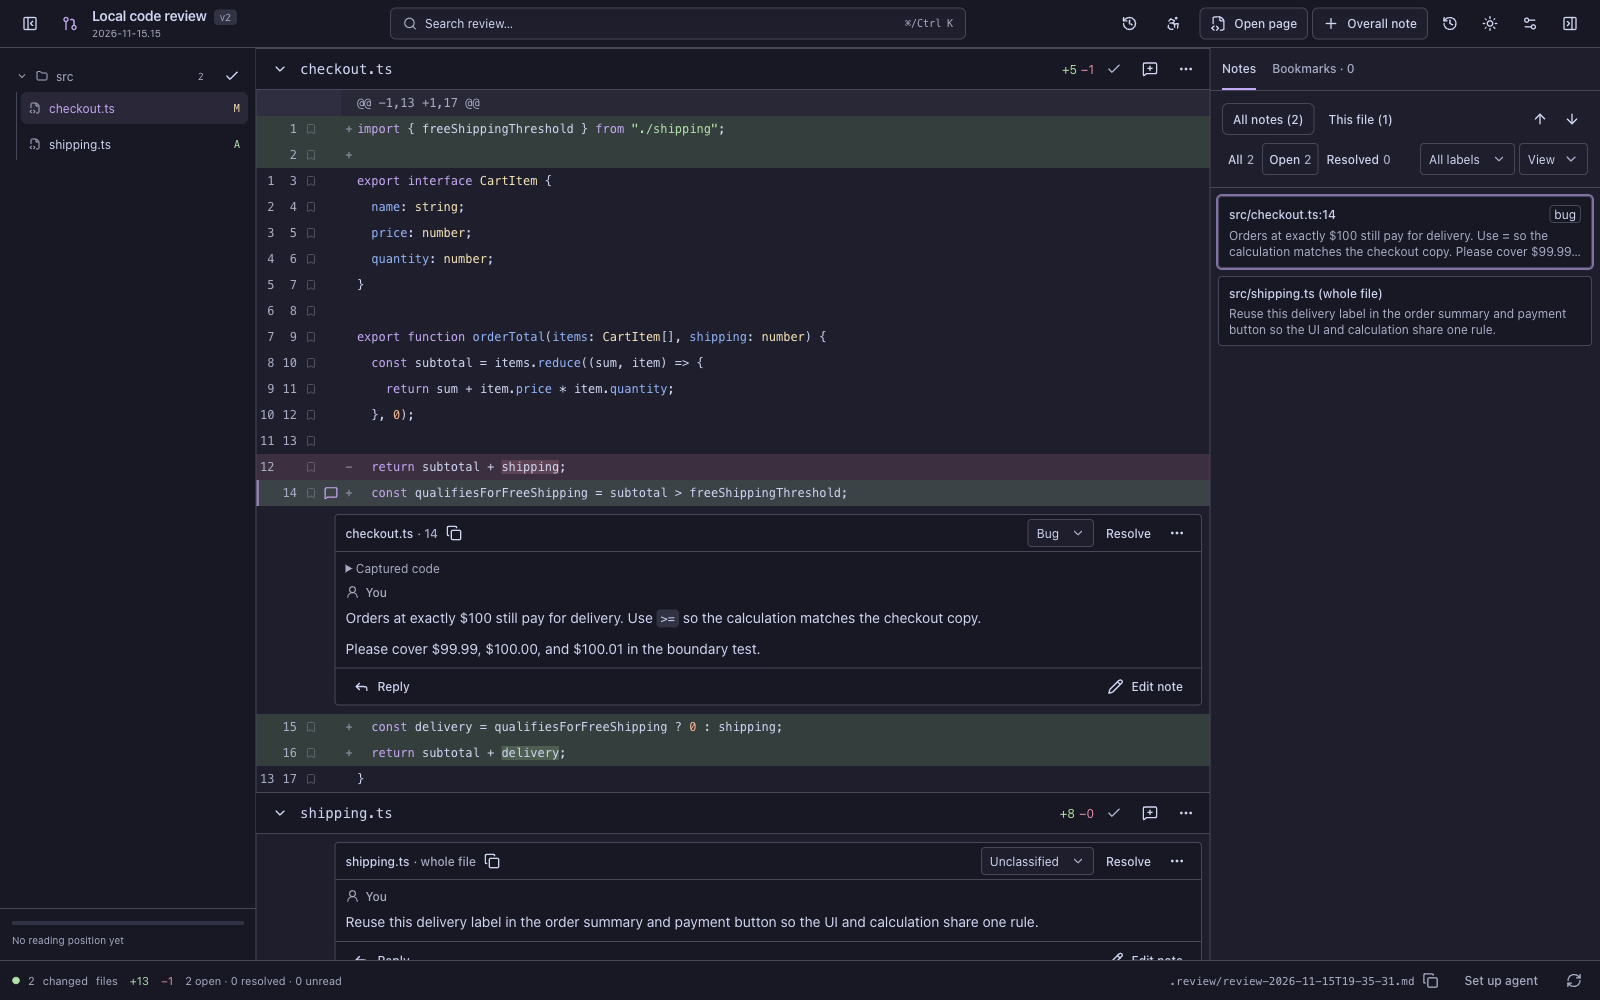 Local code review v2
2026-11-15.15
Search review...
⌘/Ctrl K
Open page
Overall note
src 2
checkout.ts M
shipping.ts A
No reading position yet
checkout.ts +5 −1
@@ −1,13 +1,17 @@
1 + import { freeShippingThreshold } from "./shipping";
2 +
1 3 export interface CartItem {
2 4 name: string;
3 5 price: number;
4 6 quantity: number;
5 7 }
6 8
7 9 export function orderTotal(items: CartItem[], shipping: number) {
8 10 const subtotal = items.reduce((sum, item) => {
9 11 return sum + item.price * item.quantity;
10 12 }, 0);
11 13
12 − return subtotal + shipping;
14 + const qualifiesForFreeShipping = subtotal > freeShippingThreshold;
checkout.ts · 14
Bug
Resolve
Captured code
You
Orders at exactly $100 still pay for delivery. Use >= so the calculation matches the checkout copy.
Please cover $99.99, $100.00, and $100.01 in the boundary test.
Reply
Edit note
15 + const delivery = qualifiesForFreeShipping ? 0 : shipping;
16 + return subtotal + delivery;
13 17 }
shipping.ts +8 −0
shipping.ts · whole file
Unclassified
Resolve
You
Reuse this delivery label in the order summary and payment button so the UI and calculation share one rule.
Reply
Edit note
Notes
Bookmarks · 0
All notes (2)
This file (1)
All 2
Open 2
Resolved 0
All labels
View
src/checkout.ts:14 bug
Orders at exactly $100 still pay for delivery. Use = so the
calculation matches the checkout copy. Please cover $99.99...
src/shipping.ts (whole file)
Reuse this delivery label in the order summary and payment
button so the UI and calculation share one rule.
2 changed files +13 −1 2 open · 0 resolved · 0 unread
.review/review-2026-11-15T19-35-31.md
Set up agent